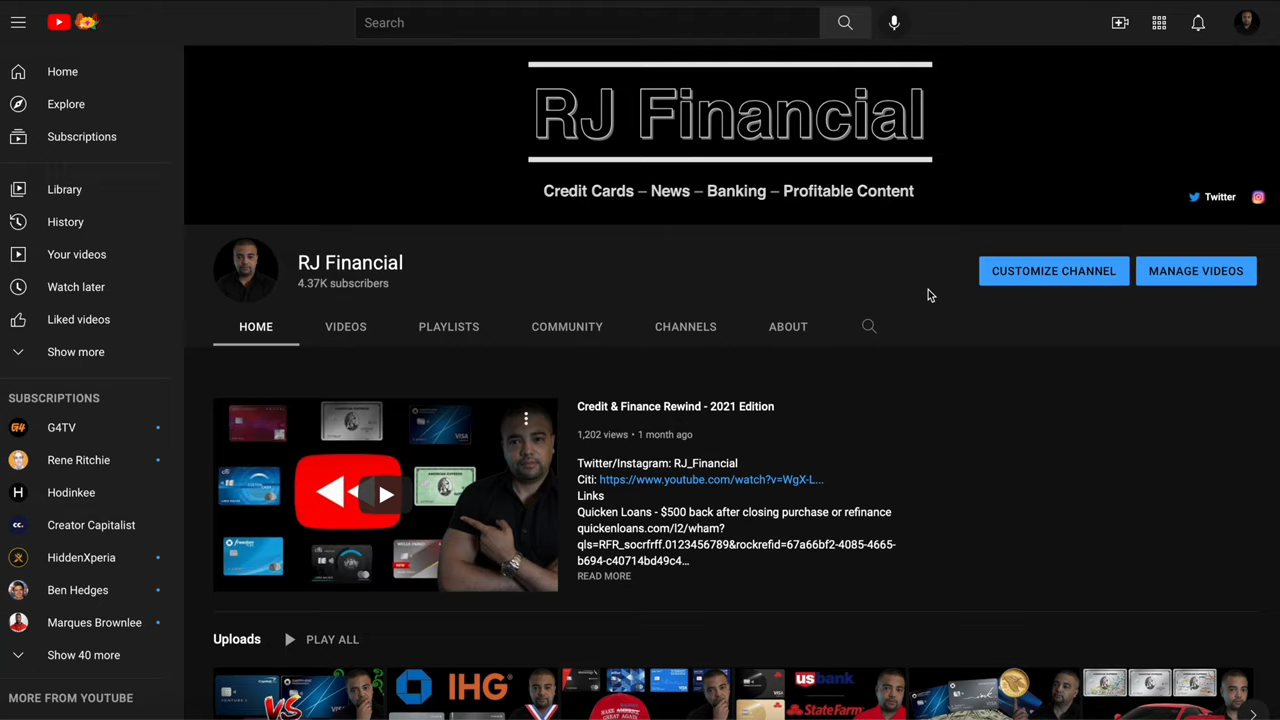 Search
Home
Explore
Subscriptions
Library
History
Your videos
Watch later
Liked videos
Show more
SUBSCRIPTIONS
G4TV
Rene Ritchie
Hodinkee
Creator Capitalist
HiddenXperia
Ben Hedges
Marques Brownlee
Show 40 more
MORE FROM YOUTUBE
RJ Financial
Credit Cards – News – Banking – Profitable Content
Twitter
RJ Financial
4.37K subscribers
CUSTOMIZE CHANNEL
MANAGE VIDEOS
HOME VIDEOS PLAYLISTS COMMUNITY CHANNELS ABOUT
Credit & Finance Rewind - 2021 Edition
1,202 views • 1 month ago
Twitter/Instagram: RJ_Financial
Citi: https://www.youtube.com/watch?v=WgX-L...
Links
Quicken Loans - $500 back after closing purchase or refinance
quickenloans.com/l2/wham?
qls=RFR_socrfrff.0123456789&rockrefid=67a66bf2-4085-4665-
b694-c40714bd49c4...
READ MORE
Uploads PLAY ALL
VS
IHG
MAKE AMERICA
GREAT AGAIN
usbank
State Farm